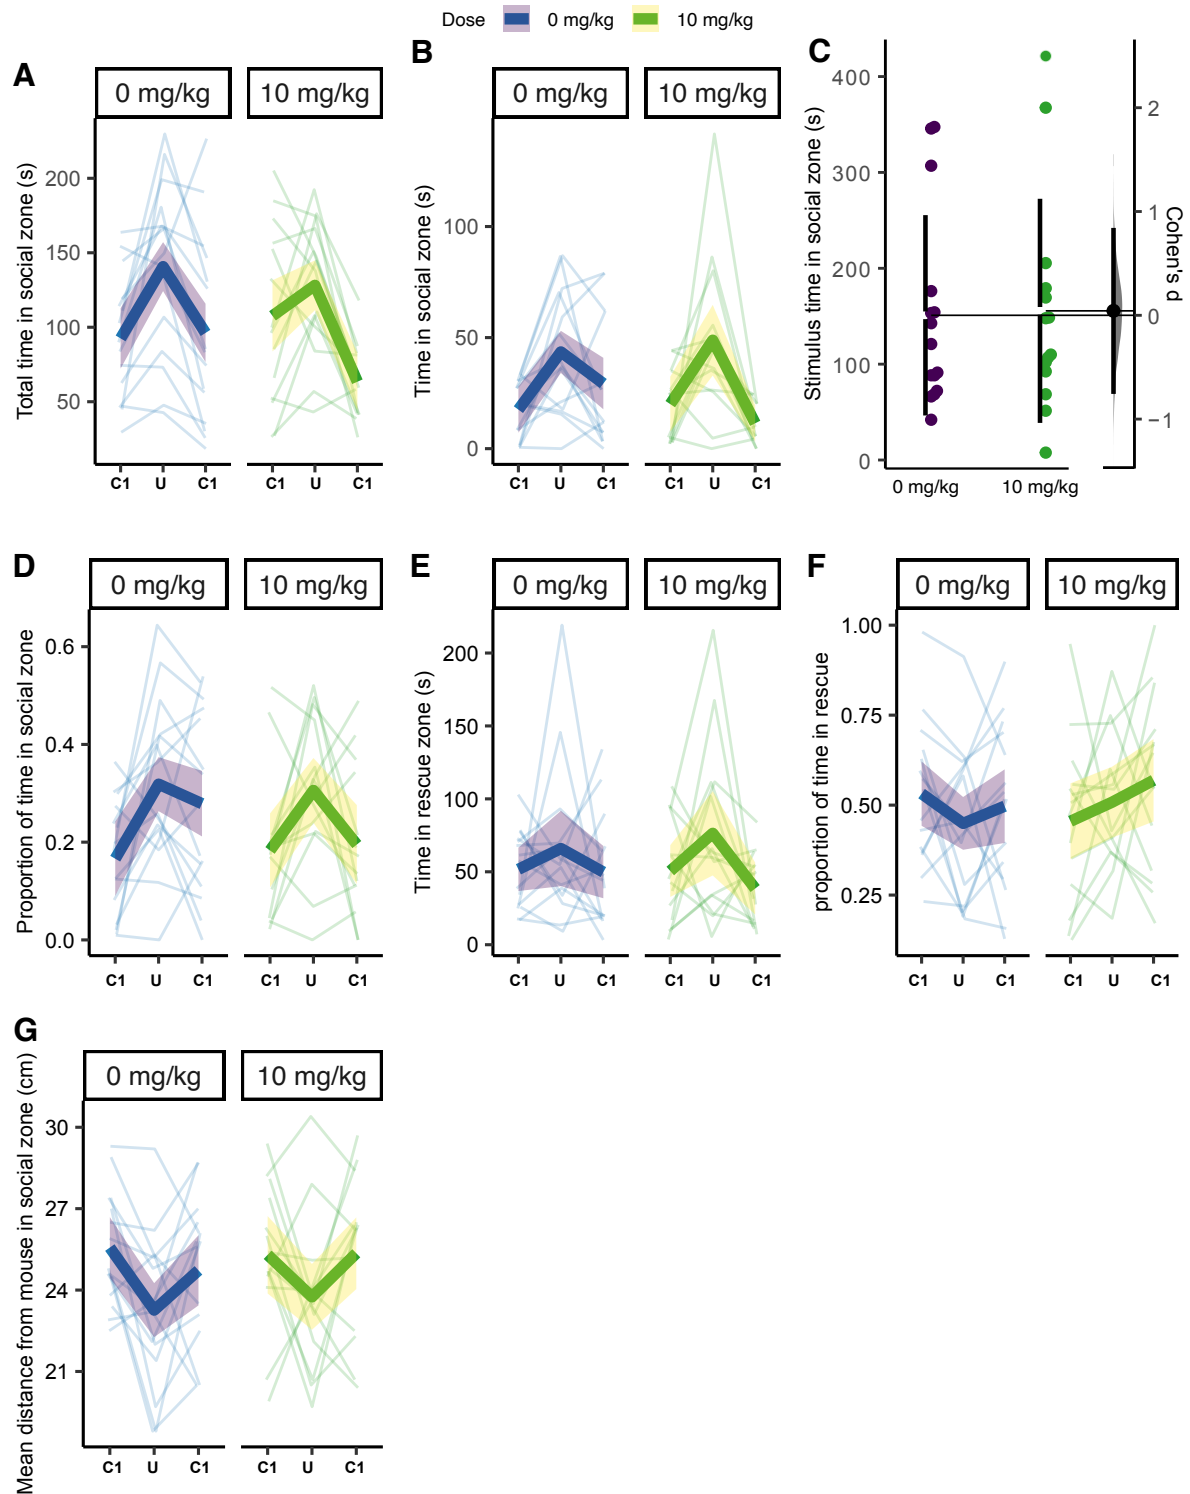 Dose 0 mg/kg 10 mg/kg
A
0 mg/kg 10 mg/kg
Total time in social zone (s)
200
150
100
50
C1 U C1 C1 U C1
B
0 mg/kg 10 mg/kg
Time in social zone (s)
100
50
0
C1 U C1 C1 U C1
C
Stimulus time in social zone (s)
400
300
200
100
0
0 mg/kg 10 mg/kg
2
1
0
−1
Cohen's d
D
0 mg/kg 10 mg/kg
Proportion of time in social zone
0.6
0.4
0.2
0.0
C1 U C1 C1 U C1
E
0 mg/kg 10 mg/kg
Time in rescue zone (s)
200
150
100
50
0
C1 U C1 C1 U C1
F
0 mg/kg 10 mg/kg
proportion of time in rescue
1.00
0.75
0.50
0.25
C1 U C1 C1 U C1
G
0 mg/kg 10 mg/kg
Mean distance from mouse in social zone (cm)
30
27
24
21
C1 U C1 C1 U C1